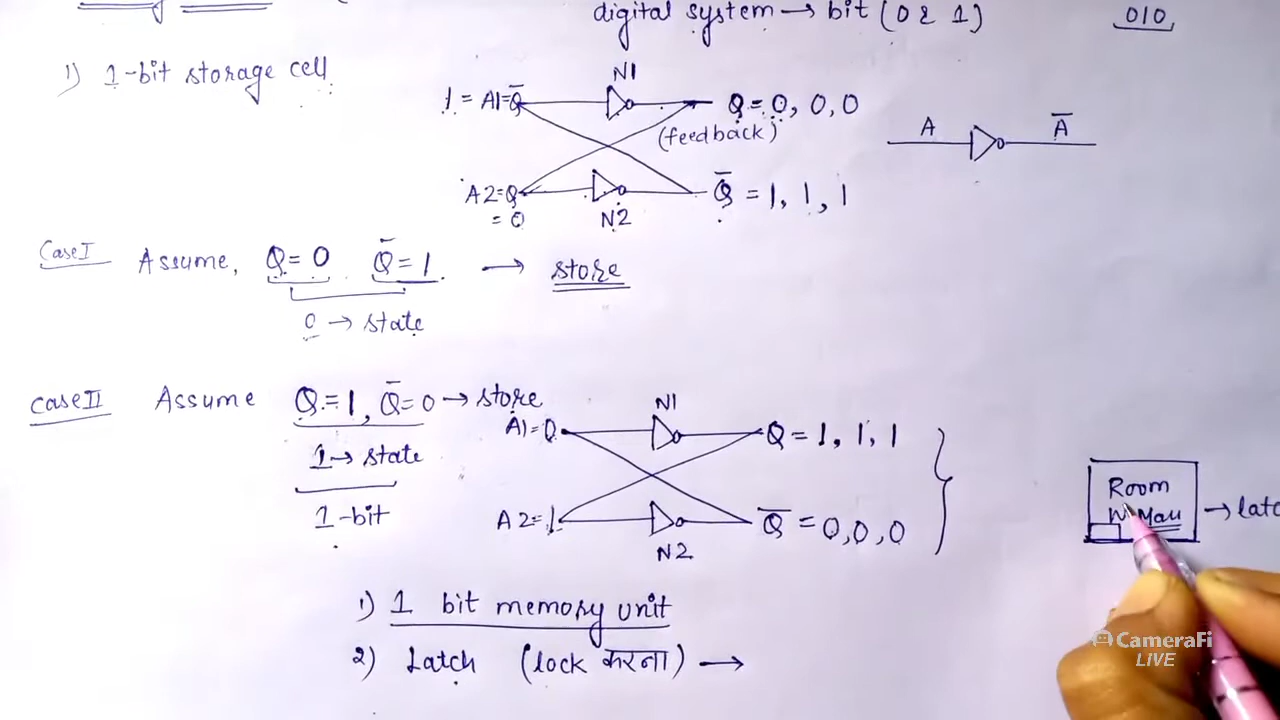 digital system → bit (0 & 1)
010
1) 1-bit storage cell
N1
1 = A1=Q̅
Q = 0, 0, 0
(feedback)
A
A̅
A2=Q
= 0
N2
Q̅ = 1, 1, 1
Case I
Assume, Q = 0 Q̅ = 1 → store
0 → state
Case II Assume Q = 1, Q̅ = 0 → store
1 → state
1-bit
N1
A1=0
Q = 1, 1, 1
A2=1
N2
Q̅ = 0,0,0
Room
→ latc
1) 1 bit memory unit
2) Latch (lock करना) →
CameraFi
LIVE